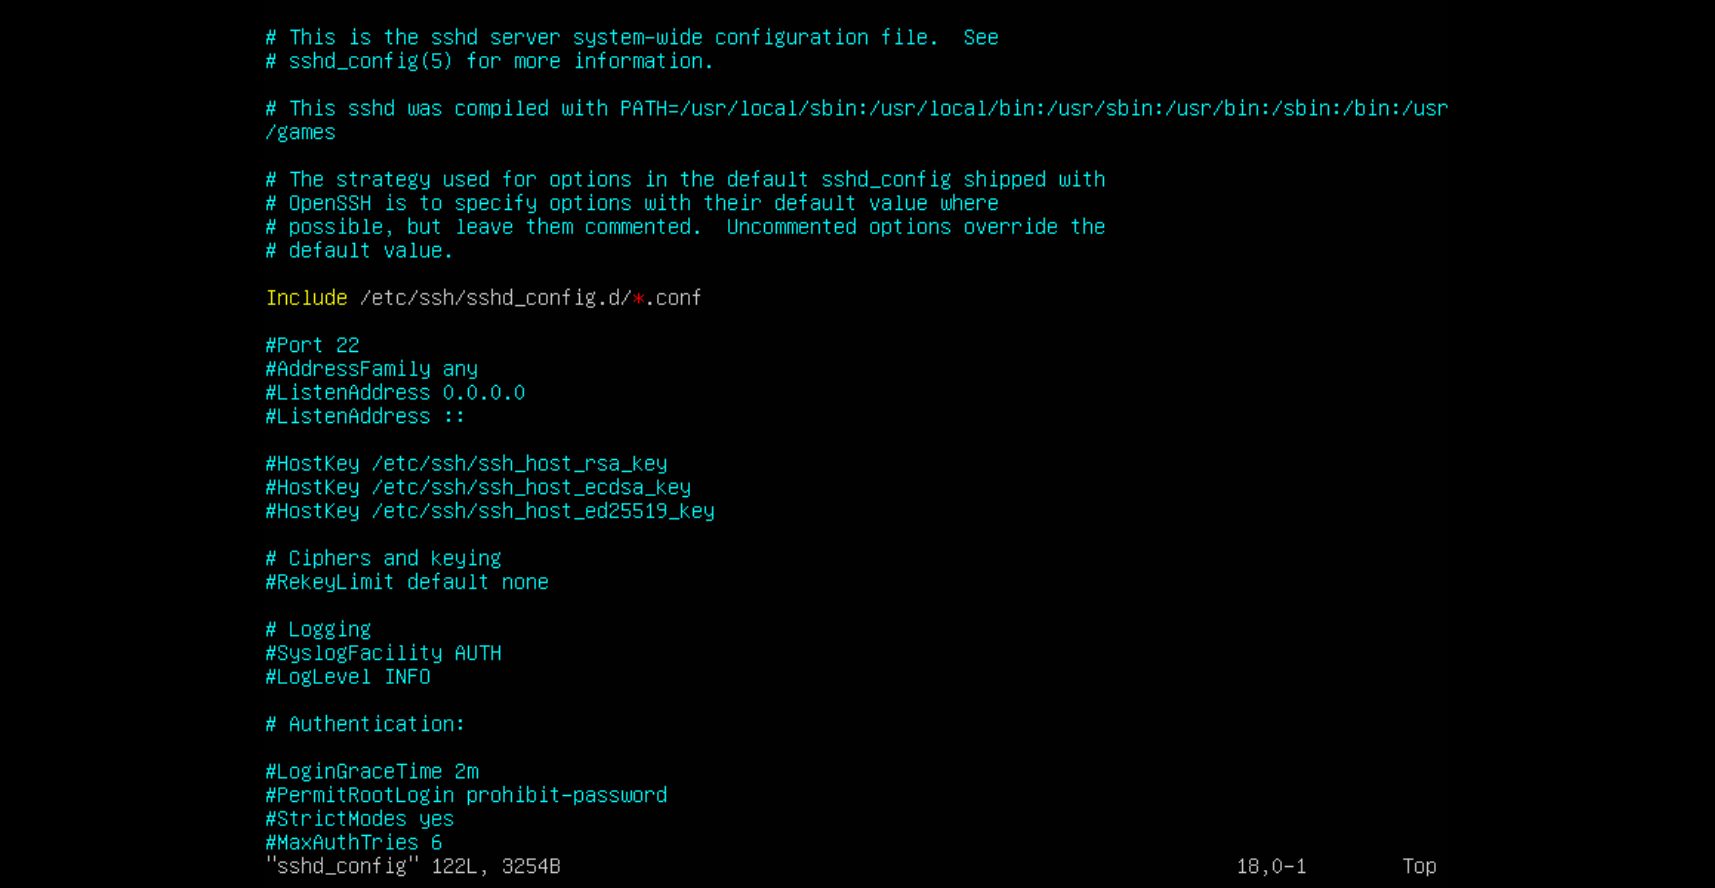 # This is the sshd server system-wide configuration file.  See
# sshd_config(5) for more information.

# This sshd was compiled with PATH=/usr/local/sbin:/usr/local/bin:/usr/sbin:/usr/bin:/sbin:/bin:/usr
/games

# The strategy used for options in the default sshd_config shipped with
# OpenSSH is to specify options with their default value where
# possible, but leave them commented.  Uncommented options override the
# default value.

Include /etc/ssh/sshd_config.d/*.conf

#Port 22
#AddressFamily any
#ListenAddress 0.0.0.0
#ListenAddress ::

#HostKey /etc/ssh/ssh_host_rsa_key
#HostKey /etc/ssh/ssh_host_ecdsa_key
#HostKey /etc/ssh/ssh_host_ed25519_key

# Ciphers and keying
#RekeyLimit default none

# Logging
#SyslogFacility AUTH
#LogLevel INFO

# Authentication:

#LoginGraceTime 2m
#PermitRootLogin prohibit-password
#StrictModes yes
#MaxAuthTries 6
"sshd_config" 122L, 3254B 18,0-1 Top